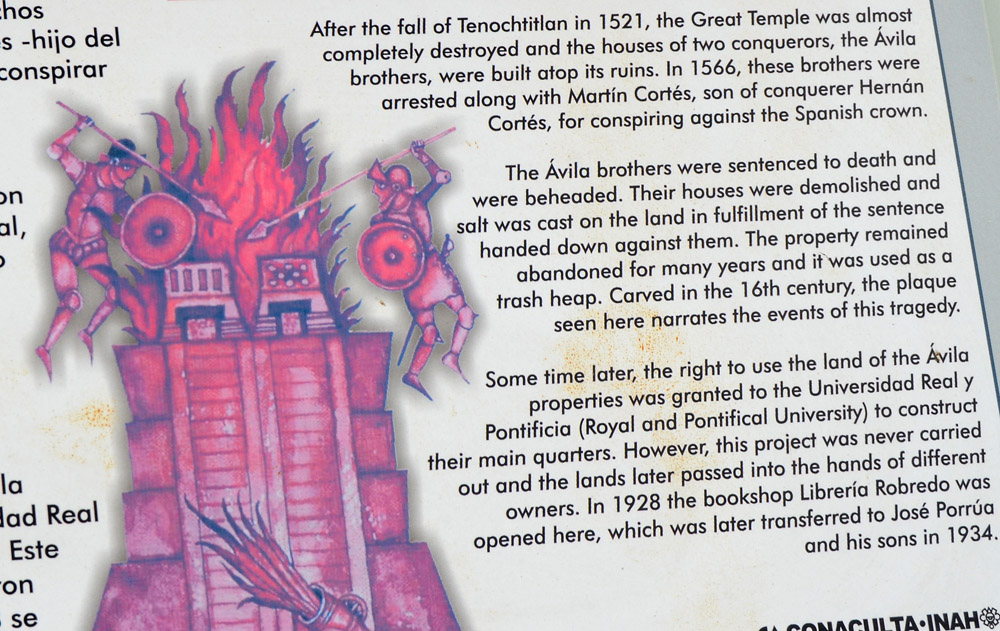 chos
s -hijo del
conspirar
on
al,
o
la
dad Real
Este
ron
o se
After the fall of Tenochtitlan in 1521, the Great Temple was almost
completely destroyed and the houses of two conquerors, the Ávila
brothers, were built atop its ruins. In 1566, these brothers were
arrested along with Martín Cortés, son of conquerer Hernán
Cortés, for conspiring against the Spanish crown.
The Ávila brothers were sentenced to death and
were beheaded. Their houses were demolished and
salt was cast on the land in fulfillment of the sentence
handed down against them. The property remained
abandoned for many years and it was used as a
trash heap. Carved in the 16th century, the plaque
seen here narrates the events of this tragedy.
Some time later, the right to use the land of the Ávila
properties was granted to the Universidad Real y
Pontificia (Royal and Pontifical University) to construct
their main quarters. However, this project was never carried
out and the lands later passed into the hands of different
owners. In 1928 the bookshop Librería Robredo was
opened here, which was later transferred to José Porrúa
and his sons in 1934.
CONACULTA•INAH